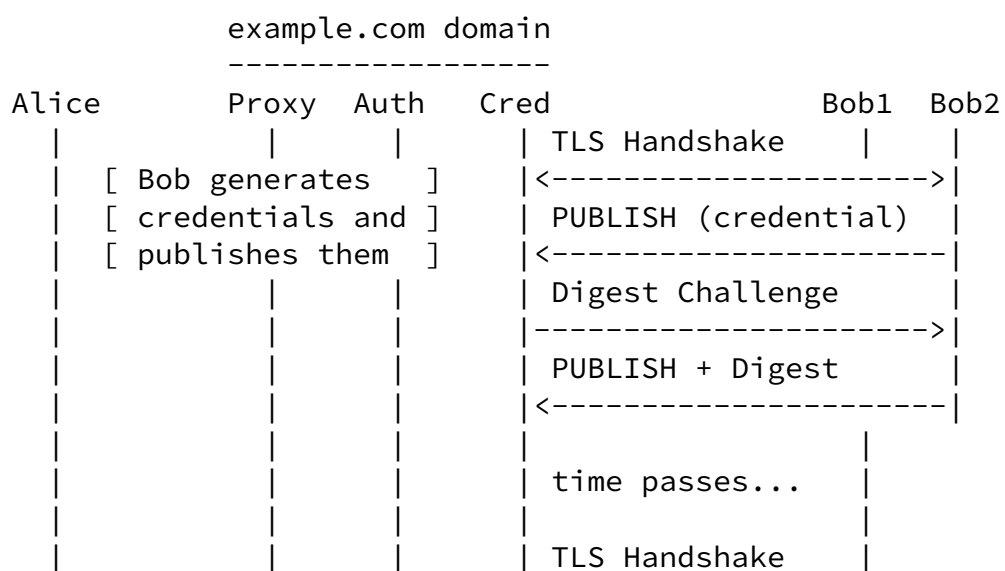 example.com domain
------------------
Alice Proxy Auth Cred Bob1 Bob2
| | | | TLS Handshake | |
| [ Bob generates ] |<--------------------->|
| [ credentials and ] | PUBLISH (credential) |
| [ publishes them ] |<----------------------|
| | | | Digest Challenge |
| | | |---------------------->|
| | | | PUBLISH + Digest |
| | | |<----------------------|
| | | | |
| | | | time passes... |
| | | | |
| | | | TLS Handshake |